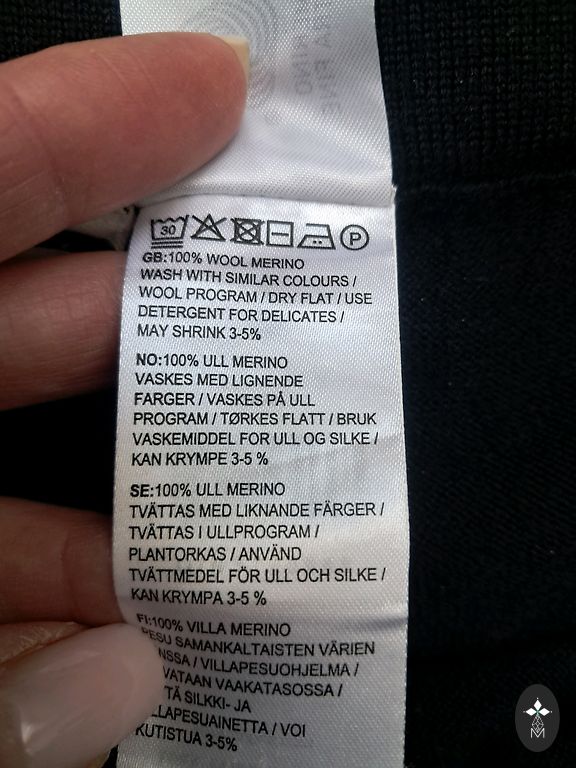 30
P
GB:100% WOOL MERINO
WASH WITH SIMILAR COLOURS /
WOOL PROGRAM / DRY FLAT / USE
DETERGENT FOR DELICATES /
MAY SHRINK 3-5%
NO:100% ULL MERINO
VASKES MED LIGNENDE
FARGER / VASKES PÅ ULL
PROGRAM / TØRKES FLATT / BRUK
VASKEMIDDEL FOR ULL OG SILKE /
KAN KRYMPE 3-5 %
SE:100% ULL MERINO
TVÄTTAS MED LIKNANDE FÄRGER /
TVÄTTAS I ULLPROGRAM /
PLANTORKAS / ANVÄND
TVÄTTMEDEL FÖR ULL OCH SILKE /
KAN KRYMPA 3-5 %
FI:100% VILLA MERINO
PESU SAMANKALTAISTEN VÄRIEN
/ VILLAPESUOHJELMA /
VAAKATASOSSA /
SILKKI- JA
/ VOI
KUTISTUA 3-5%